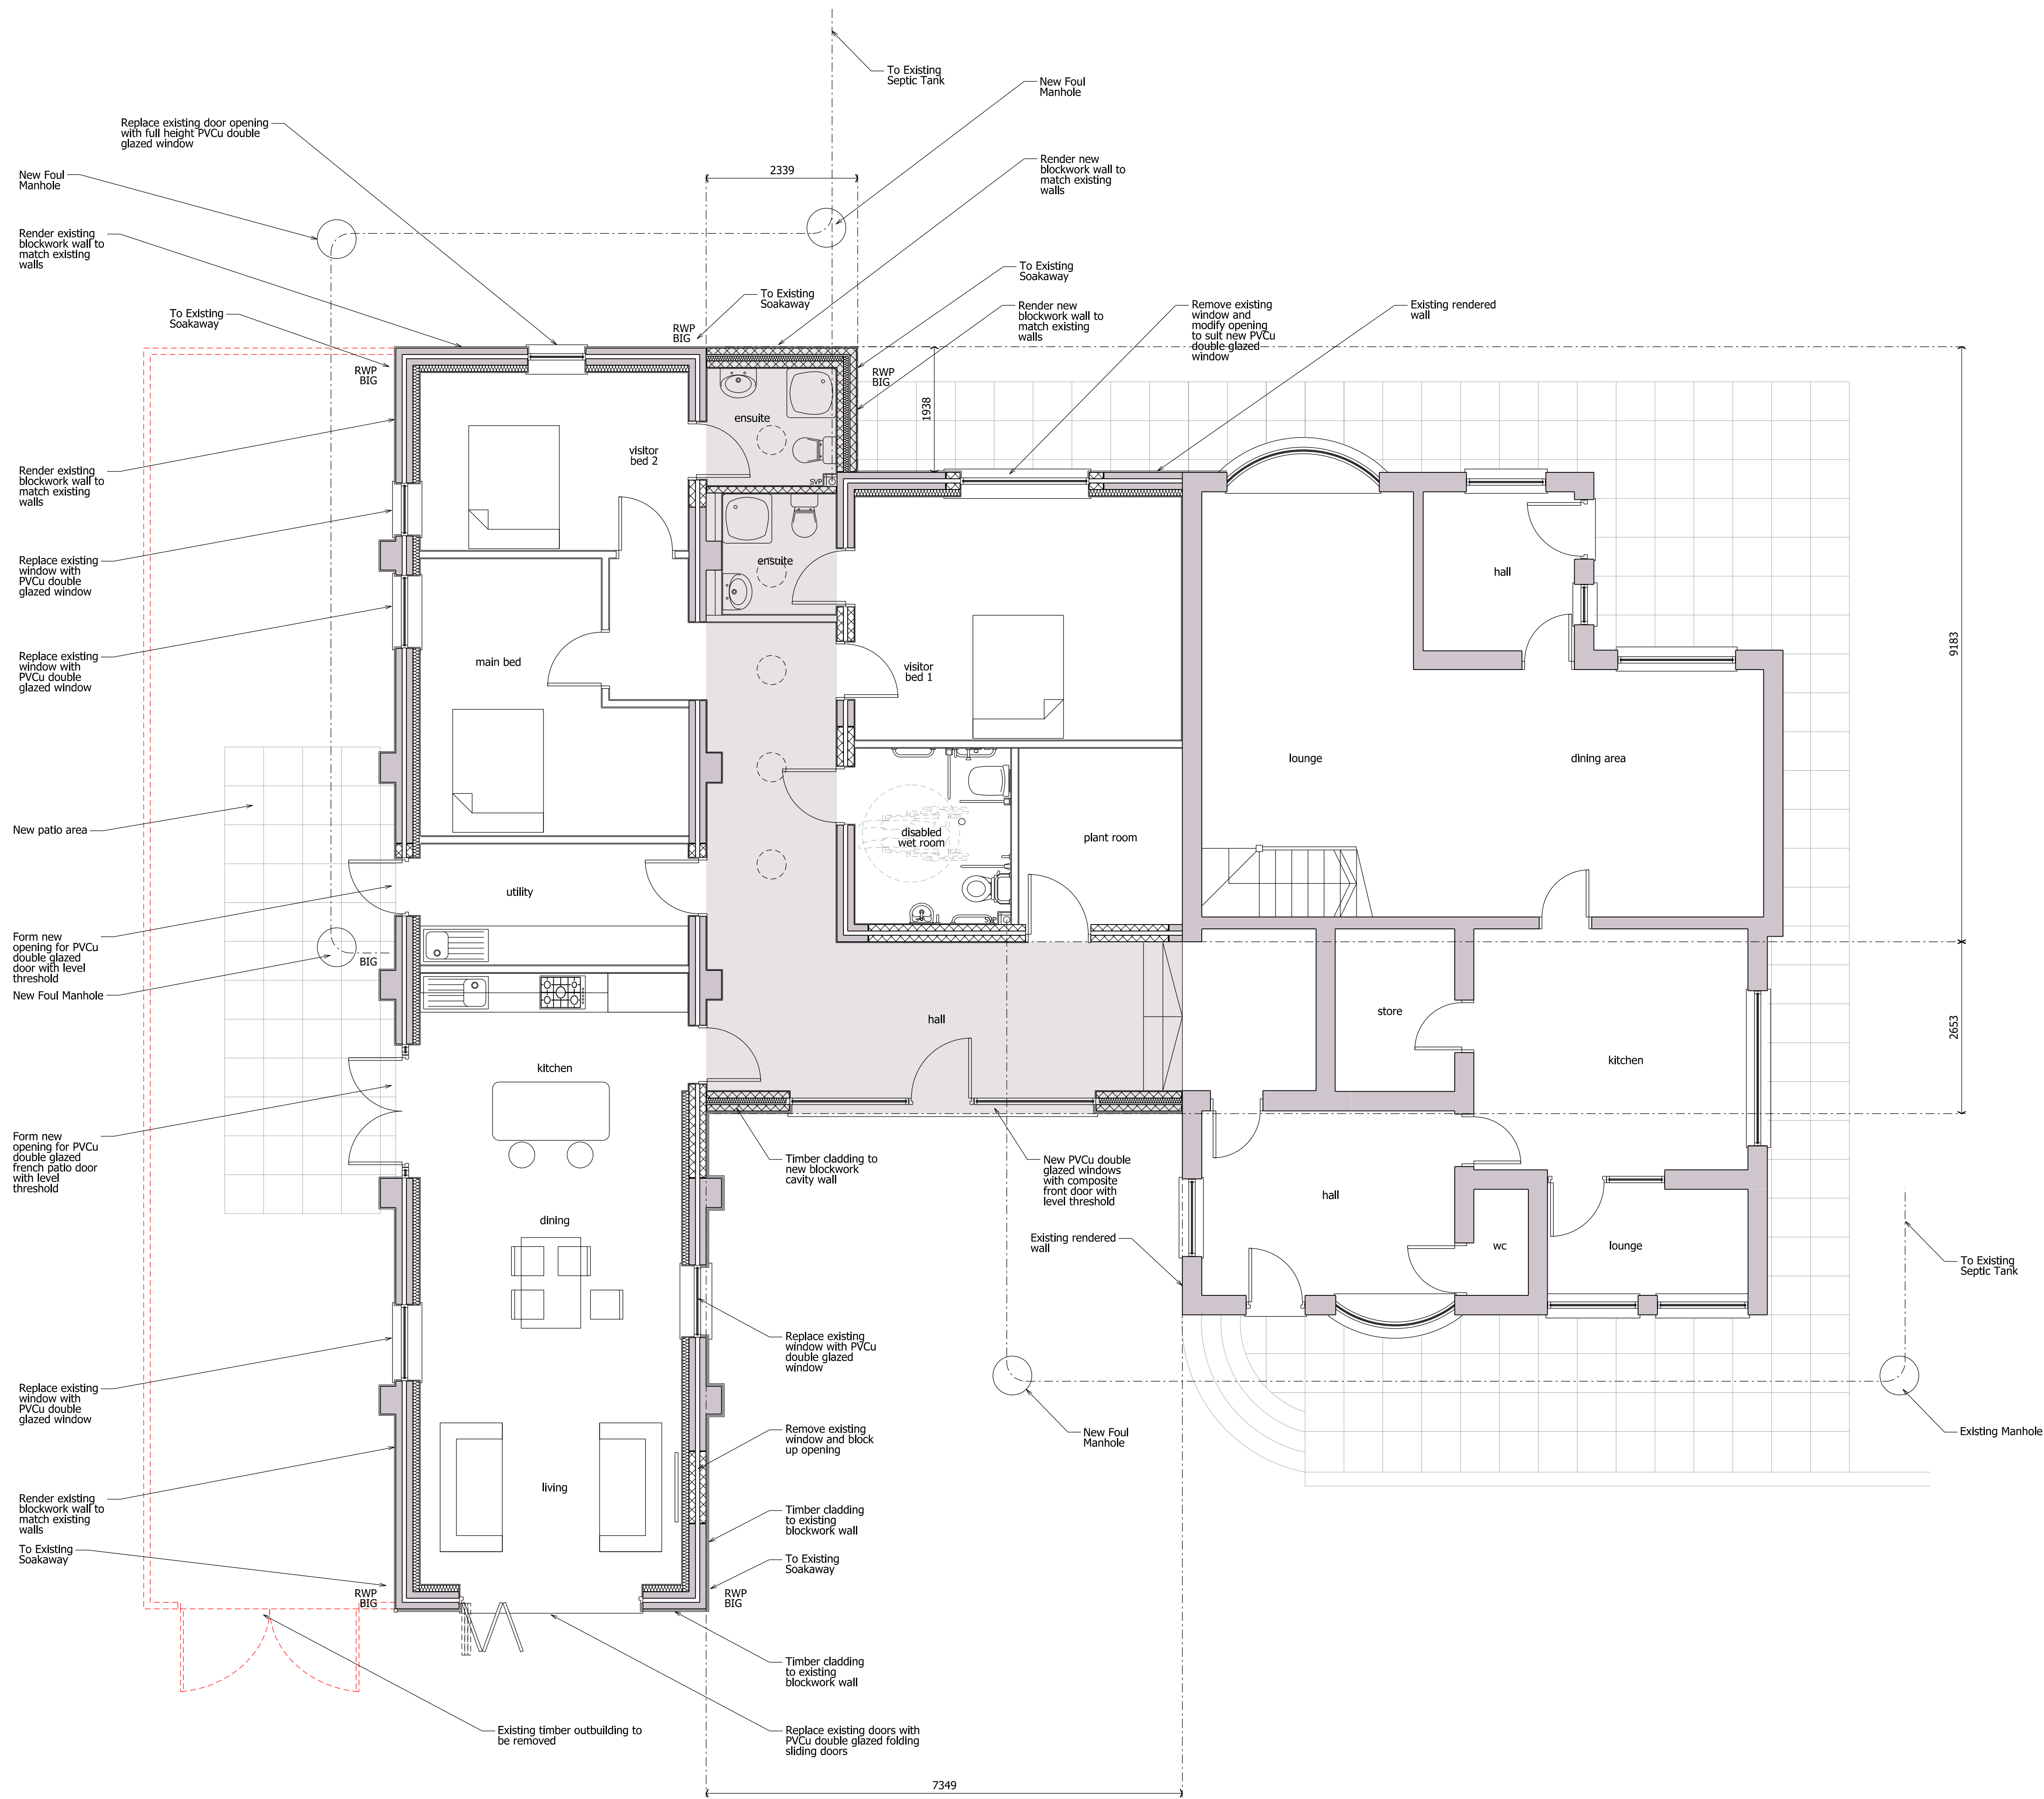 To Existing
Septic Tank
New Foul
Manhole
Replace existing door opening
with full height PVCu double
glazed window
Render new
blockwork wall to
match existing
walls
2339
New Foul
Manhole
Render existing
blockwork wall to
match existing
walls
To Existing
Soakaway
To Existing
Soakaway
Render new
blockwork wall to
match existing
walls
Remove existing
window and
modify opening
to suit new PVCu
double glazed
window
Existing rendered
wall
To Existing
Soakaway
RWP
BIG
RWP
BIG
RWP
BIG
1938
ensuite
visitor
bed 2
SVP
Render existing
blockwork wall to
match existing
walls
Replace existing
window with
PVCu double
glazed window
ensuite
hall
9183
Replace existing
window with
PVCu double
glazed window
main bed
visitor
bed 1
lounge
dining area
New patio area
disabled
wet room
plant room
utility
SVP
Form new
opening for PVCu
double glazed
door with level
threshold
BIG
New Foul Manhole
hall
store
2653
kitchen
kitchen
Form new
opening for PVCu
double glazed
french patio door
with level
threshold
Timber cladding to
new blockwork
cavity wall
New PVCu double
glazed windows
with composite
front door with
level threshold
hall
dining
Existing rendered
wall
wc
lounge
To Existing
Septic Tank
Replace existing
window with PVCu
double glazed
window
Replace existing
window with
PVCu double
glazed window
Remove existing
window and block
up opening
New Foul
Manhole
Existing Manhole
living
Render existing
blockwork wall to
match existing
walls
Timber cladding
to existing
blockwork wall
To Existing
Soakaway
To Existing
Soakaway
RWP
BIG
RWP
BIG
Timber cladding
to existing
blockwork wall
Existing timber outbuilding to
be removed
Replace existing doors with
PVCu double glazed folding
sliding doors
7349